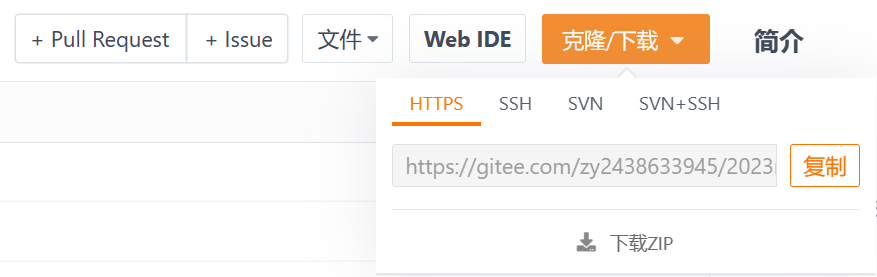 + Pull Request + Issue 文件 Web IDE 克隆/下载 简介
HTTPS SSH SVN SVN+SSH
https://gitee.com/zy2438633945/2023 复制
下载ZIP